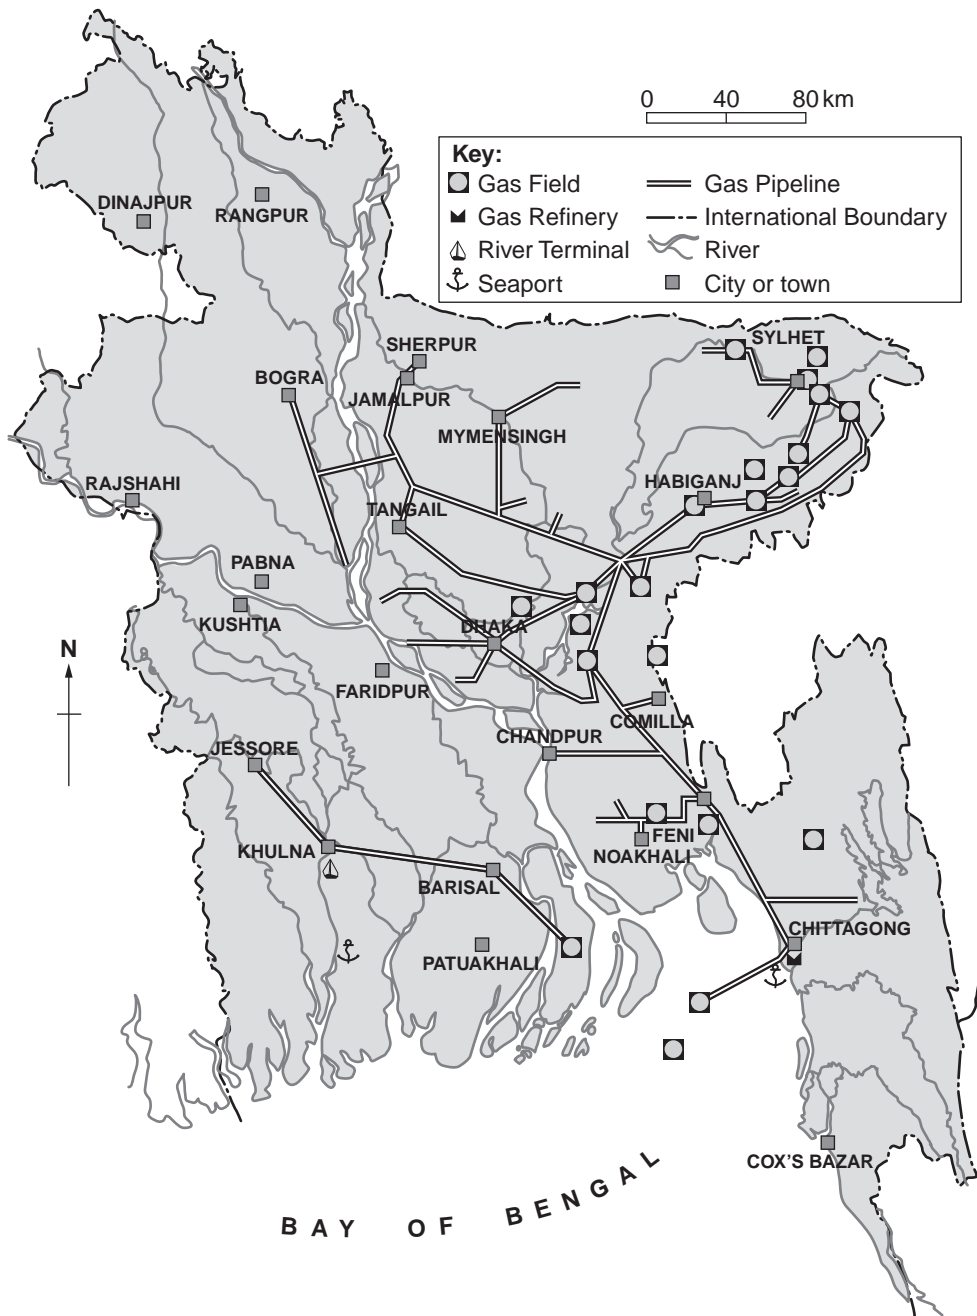 0 40 80 km
Key:
Gas Field
Gas Pipeline
Gas Refinery
International Boundary
River Terminal
River
Seaport
City or town
DINAJPUR
RANGPUR
SYLHET
SHERPUR
BOGRA
JAMALPUR
MYMENSINGH
HABIGANJ
RAJSHAHI
TANGAIL
PABNA
KUSHTIA
DHAKA
N
FARIDPUR
COMILLA
CHANDPUR
JESSORE
FENI
KHULNA
NOAKHALI
BARISAL
CHITTAGONG
PATUAKHALI
COX'S BAZAR
BAY OF BENGAL